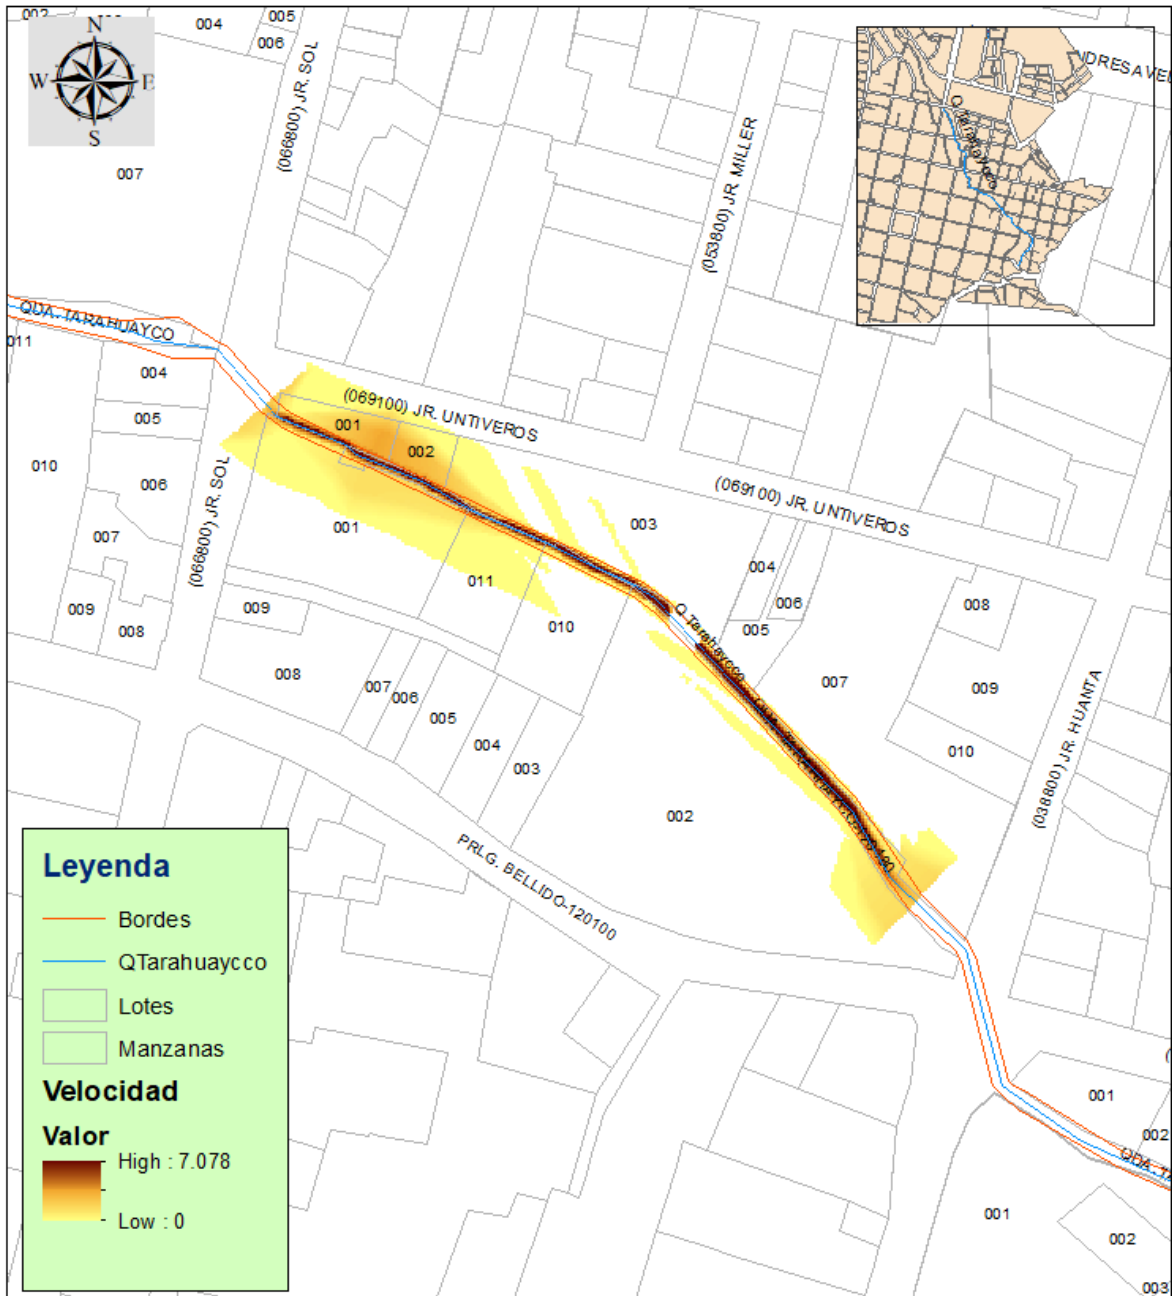 004
005
006
N
W
E
S
007
(066800) JR. SOL
(053800) JR. MILLER
Q Tarahaycco
QDA. TARAHUAYCO
011
004
005
010
006
007
009
008
(066800) JR. SOL
(069100) JR. UNTIVEROS
001
002
001
003
(069100) JR. UNTIVEROS
011
010
004
006
005
008
009
007
010
(038800) JR. HUANTA
Q Tarahaycco
009
008
007
006
005
004
003
002
PRLG. BELLIDO-120100
Leyenda
Bordes
QTarahuaycco
Lotes
Manzanas
Velocidad
Valor
High : 7.078
Low : 0
001
002
001
002
003